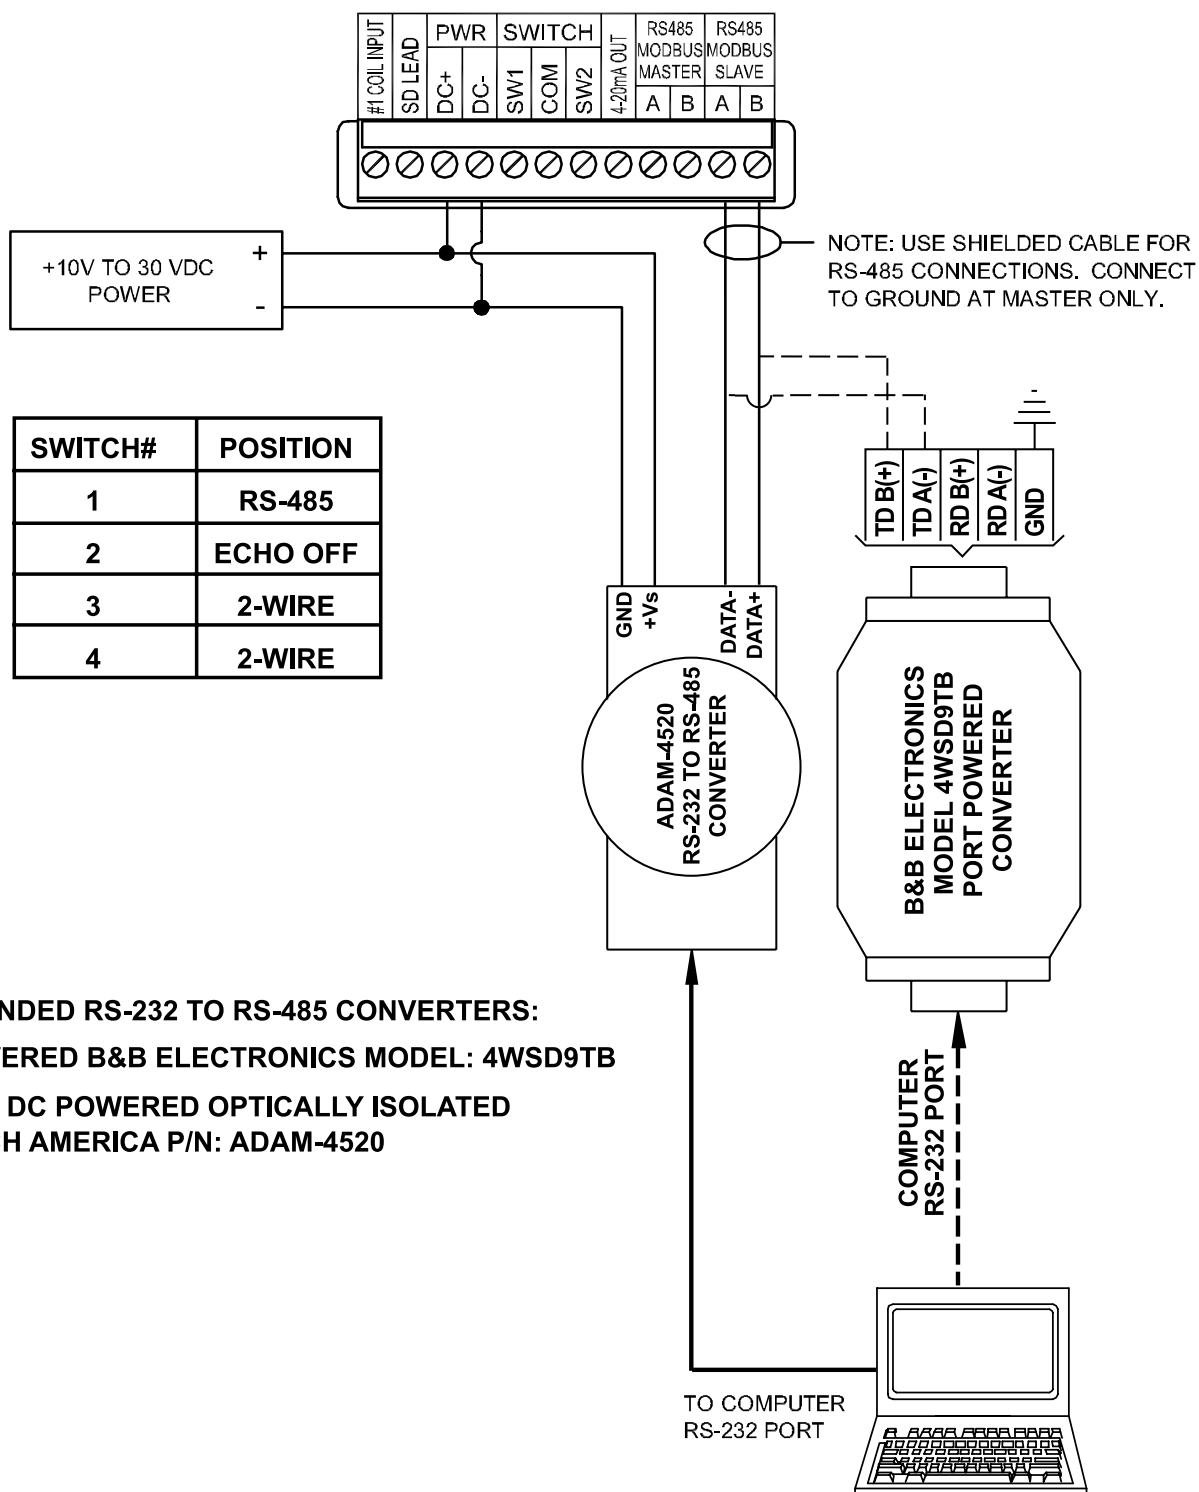 #1 COIL INPUT
SD LEAD
PWR
DC+
DC-
SWITCH
SW1
COM
SW2
4-20mA OUT
RS485
MODBUS
MASTER
A B
RS485
MODBUS
SLAVE
A B
+10V TO 30 VDC
POWER
+
-
NOTE: USE SHIELDED CABLE FOR
RS-485 CONNECTIONS. CONNECT
TO GROUND AT MASTER ONLY.
SWITCH# POSITION
1 RS-485
2 ECHO OFF
3 2-WIRE
4 2-WIRE
TD B(+)
TD A(-)
RD B(+)
RD A(-)
GND
GND
+Vs
DATA-
DATA+
ADAM-4520
RS-232 TO RS-485
CONVERTER
B&B ELECTRONICS
MODEL 4WSD9TB
PORT POWERED
CONVERTER
NDED RS-232 TO RS-485 CONVERTERS:
ERED B&B ELECTRONICS MODEL: 4WSD9TB
DC POWERED OPTICALLY ISOLATED
H AMERICA P/N: ADAM-4520
COMPUTER
RS-232 PORT
TO COMPUTER
RS-232 PORT